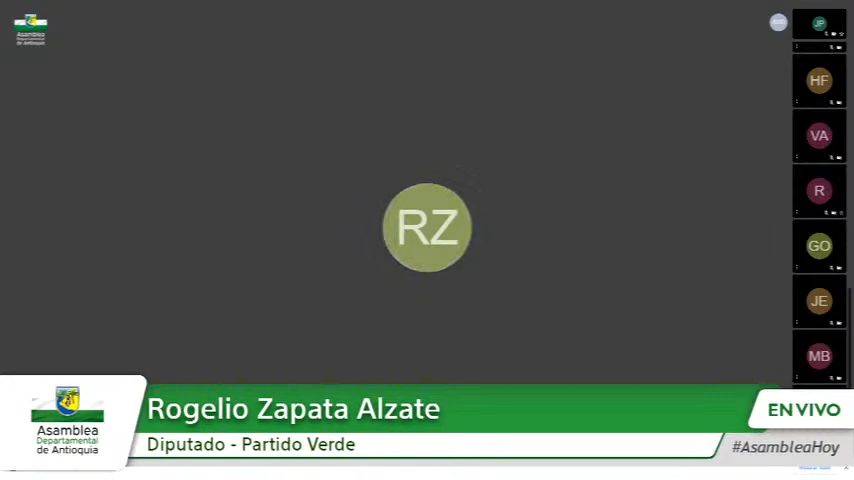 Asamblea
Departamental
de Antioquia
JP
HF
VA
R
GO
JE
MB
RZ
Asamblea
Departamental
de Antioquia
Rogelio Zapata Alzate
Diputado - Partido Verde
EN VIVO
#AsambleaHoy